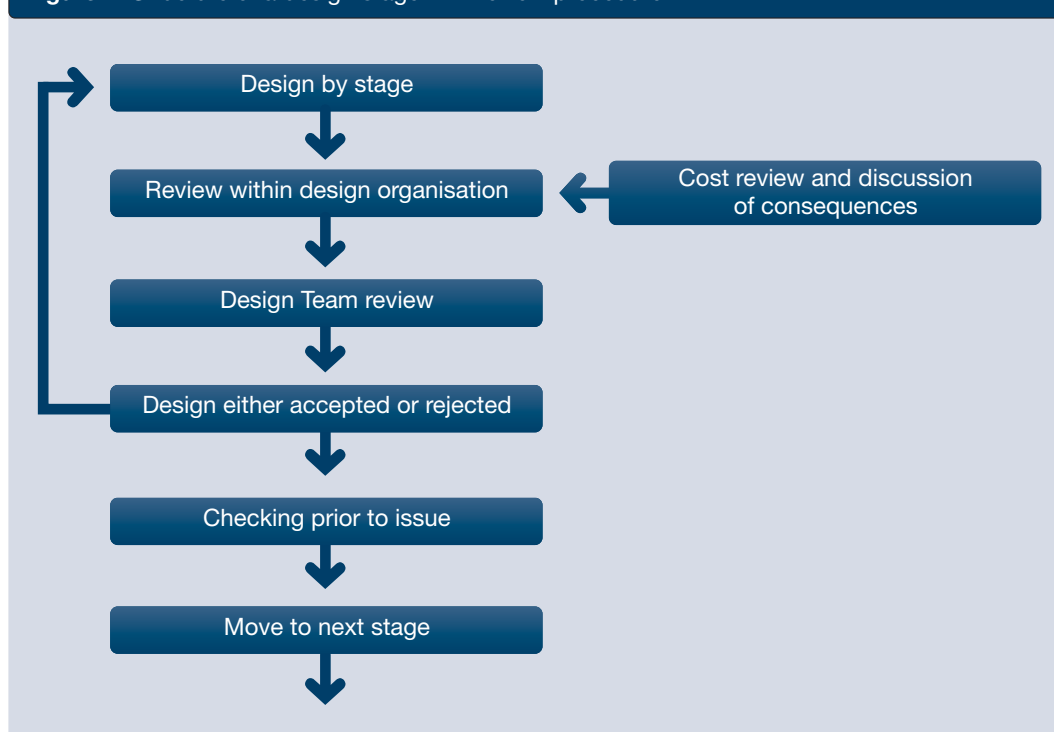 Design by stage
Review within design organisation
Cost review and discussion
of consequences
Design Team review
Design either accepted or rejected
Checking prior to issue
Move to next stage